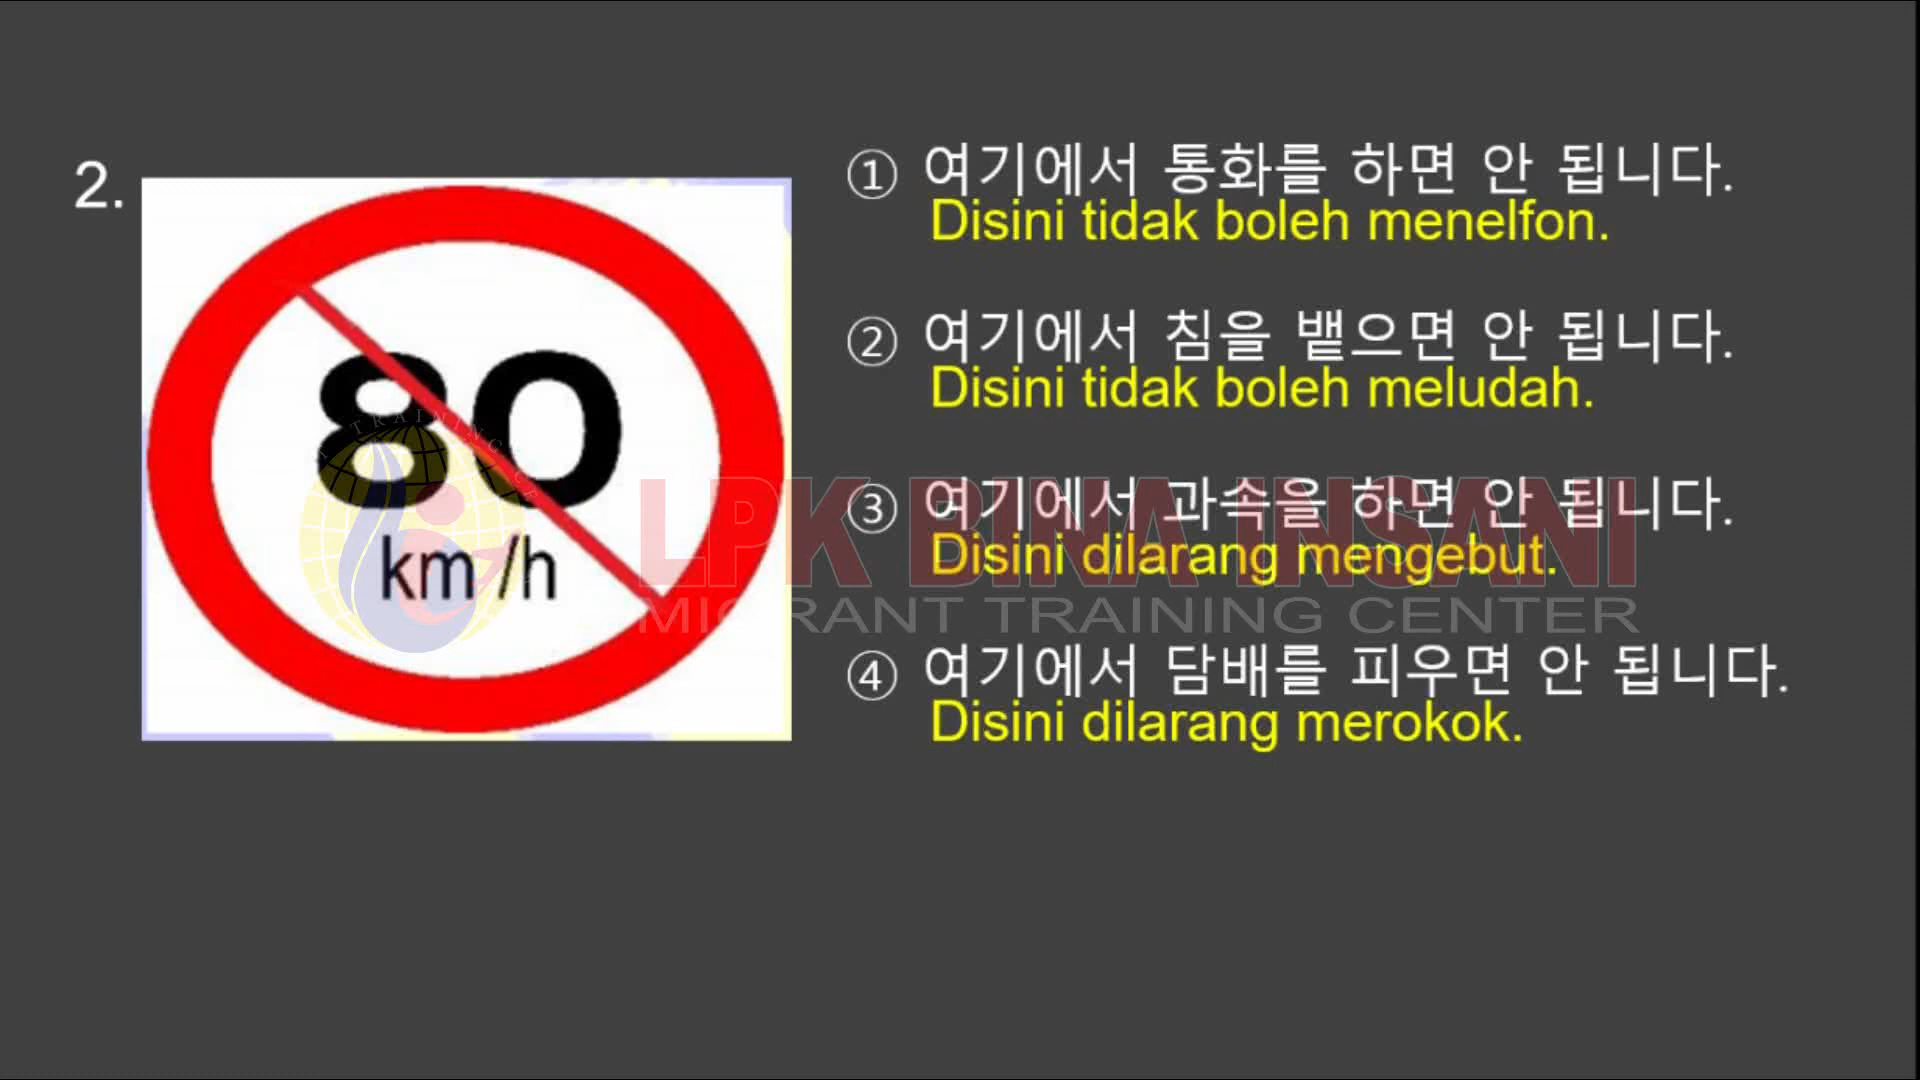 2.
80
km /h
① 여기에서 통화를 하면 안 됩니다.
Disini tidak boleh menelfon.
② 여기에서 침을 뱉으면 안 됩니다.
Disini tidak boleh meludah.
③ 여기에서 과속을 하면 안 됩니다.
Disini dilarang mengebut.
④ 여기에서 담배를 피우면 안 됩니다.
Disini dilarang merokok.
LPK BINA INSANI
MIGRANT TRAINING CENTER